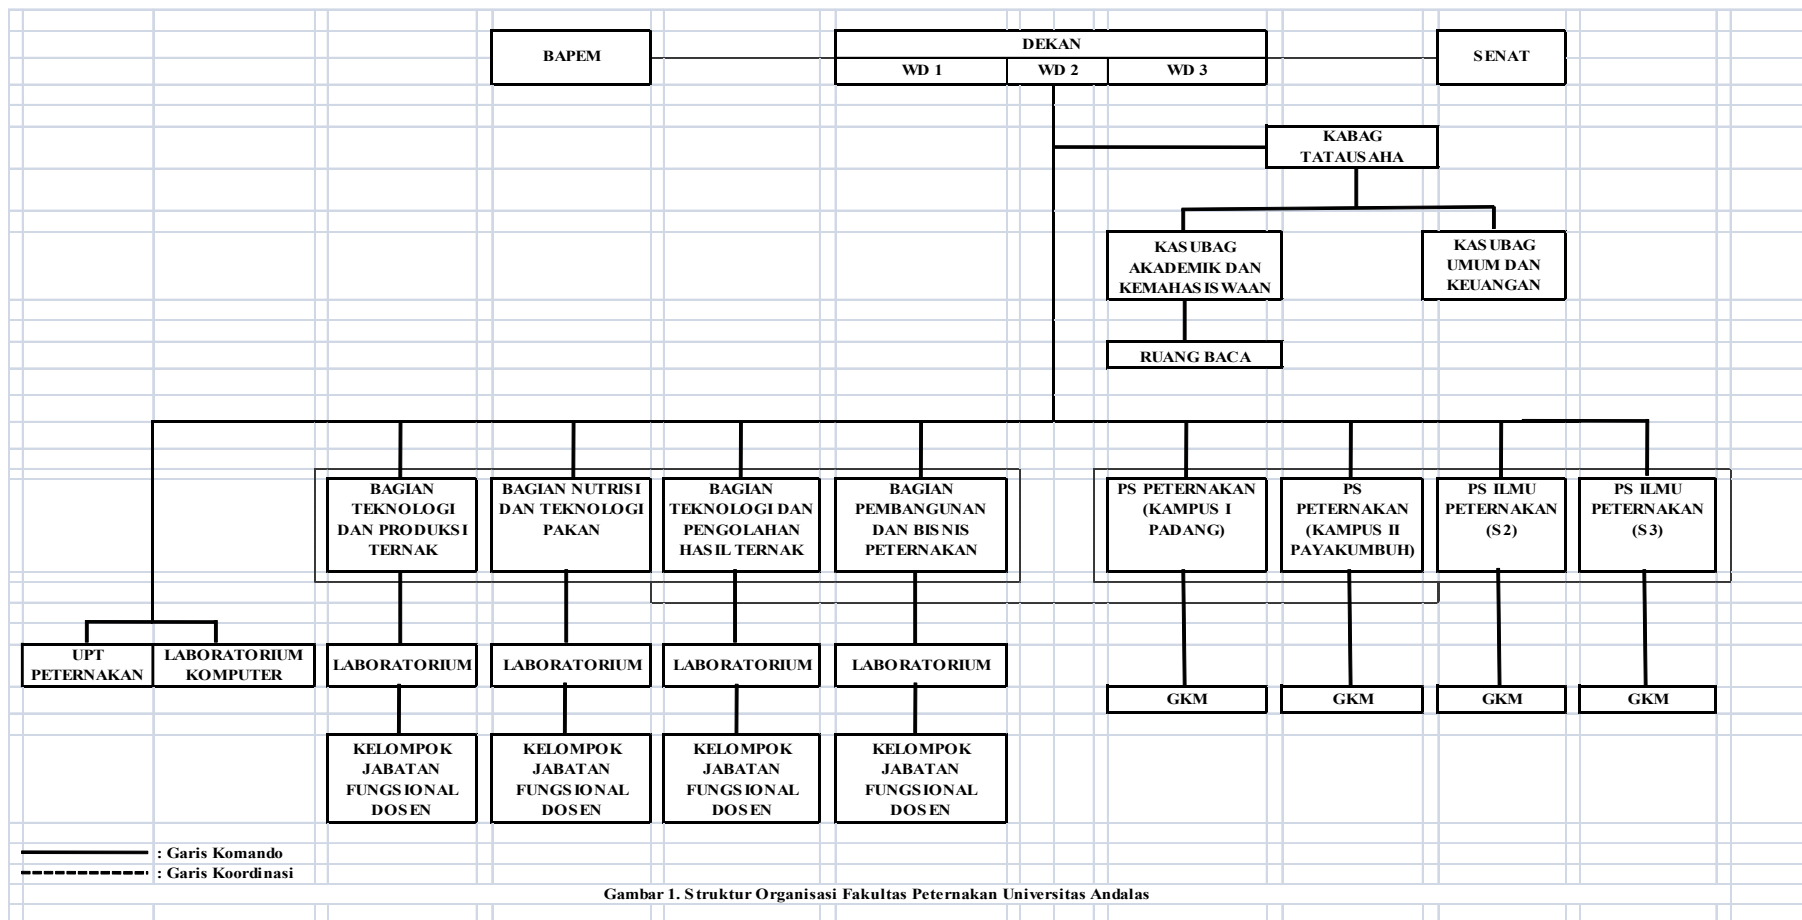 BAPEM
DEKAN
WD 1
WD 2
WD 3
SENAT
KABAG
TATAUSAHA
KASUBAG
AKADEMIK DAN
KEMAHASISWAAN
KASUBAG
UMUM DAN
KEUANGAN
RUANG BACA
BAGIAN
TEKNOLOGI
DAN PRODUKSI
TERNAK
BAGIAN NUTRISI
DAN TEKNOLOGI
PAKAN
BAGIAN
TEKNOLOGI DAN
PENGOLAHAN
HASIL TERNAK
BAGIAN
PEMBANGUNAN
DAN BISNIS
PETERNAKAN
PS PETERNAKAN
(KAMPUS I
PADANG)
PS
PETERNAKAN
(KAMPUS II
PAYAKUMBUH)
PS ILMU
PETERNAKAN
(S2)
PS ILMU
PETERNAKAN
(S3)
UPT
PETERNAKAN
LABORATORIUM
KOMPUTER
LABORATORIUM
LABORATORIUM
LABORATORIUM
LABORATORIUM
GKM
GKM
GKM
GKM
KELOMPOK
JABATAN
FUNGSIONAL
DOSEN
KELOMPOK
JABATAN
FUNGSIONAL
DOSEN
KELOMPOK
JABATAN
FUNGSIONAL
DOSEN
KELOMPOK
JABATAN
FUNGSIONAL
DOSEN
: Garis Komando
: Garis Koordinasi
Gambar 1. Struktur Organisasi Fakultas Peternakan Universitas Andalas